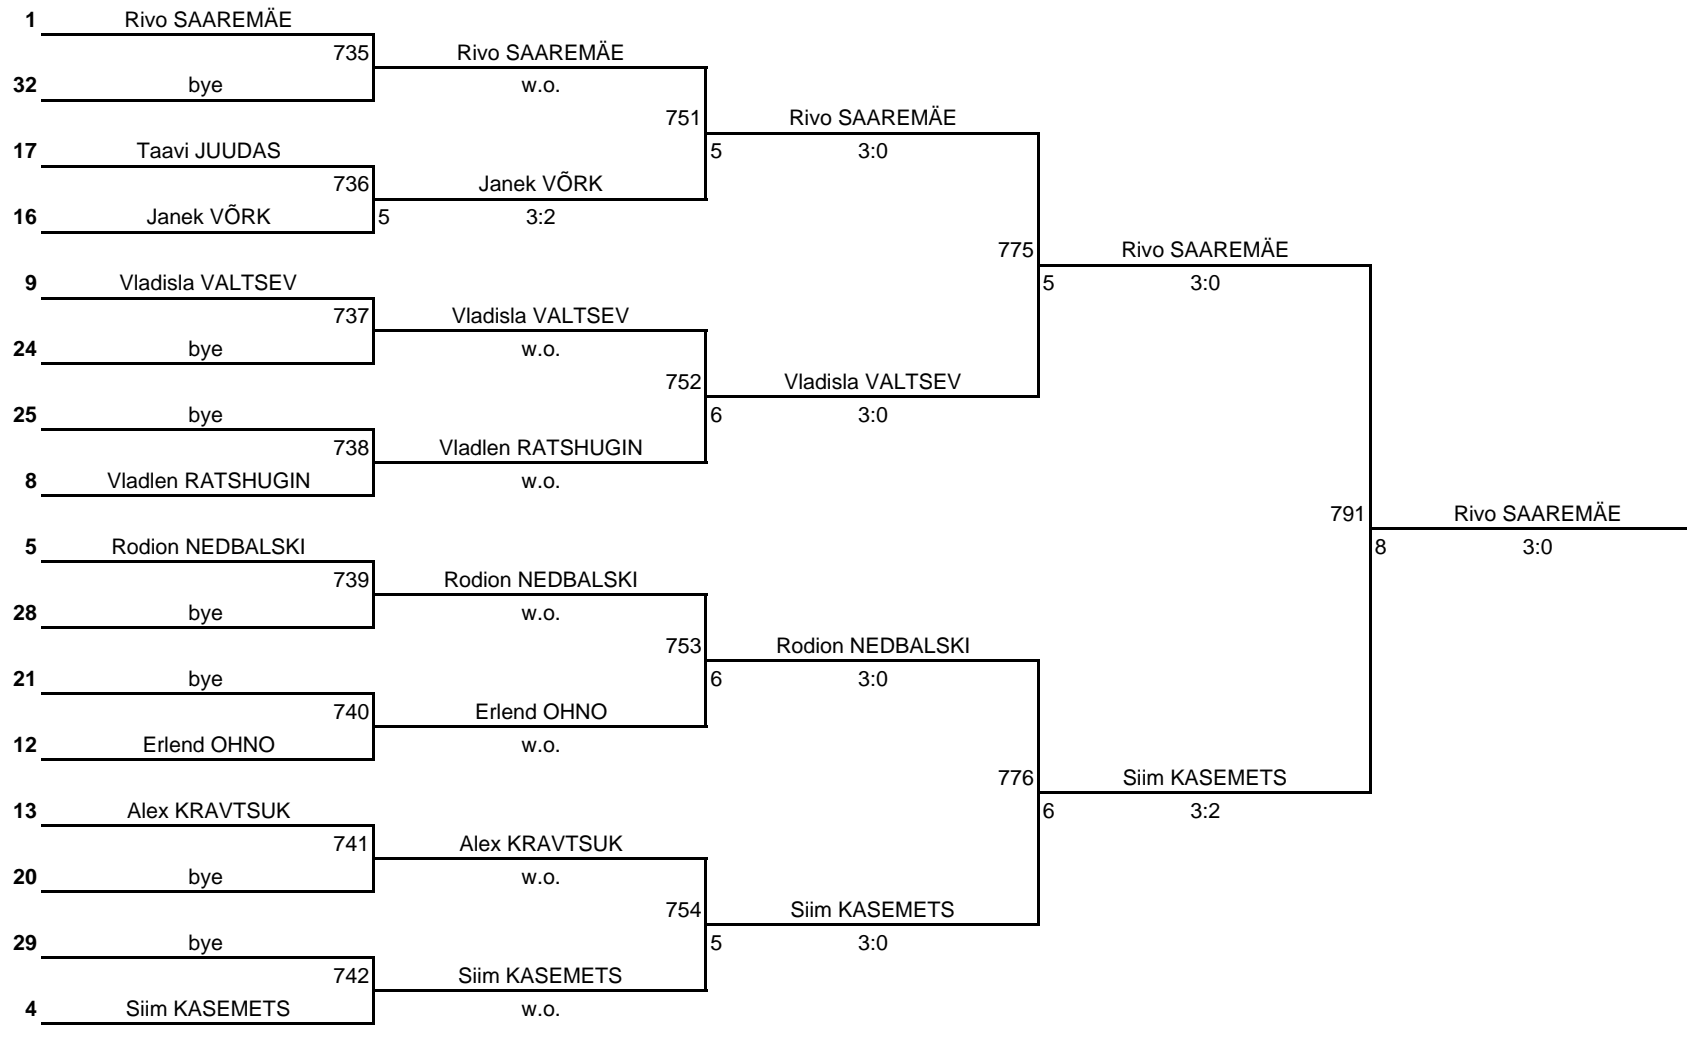 1 Rivo SAAREMÄE
735 Rivo SAAREMÄE
32 bye w.o.
751 Rivo SAAREMÄE
17 Taavi JUUDAS 5 3:0
736 Janek VÕRK
16 Janek VÕRK 5 3:2
775 Rivo SAAREMÄE
9 Vladisla VALTSEV 5 3:0
737 Vladisla VALTSEV
24 bye w.o.
752 Vladisla VALTSEV
25 bye 6 3:0
738 Vladlen RATSHUGIN
8 Vladlen RATSHUGIN w.o.
791 Rivo SAAREMÄE
5 Rodion NEDBALSKI 8 3:0
739 Rodion NEDBALSKI
28 bye w.o.
753 Rodion NEDBALSKI
21 bye 6 3:0
740 Erlend OHNO
12 Erlend OHNO w.o.
776 Siim KASEMETS
13 Alex KRAVTSUK 6 3:2
741 Alex KRAVTSUK
20 bye w.o.
754 Siim KASEMETS
29 bye 5 3:0
742 Siim KASEMETS
4 Siim KASEMETS w.o.